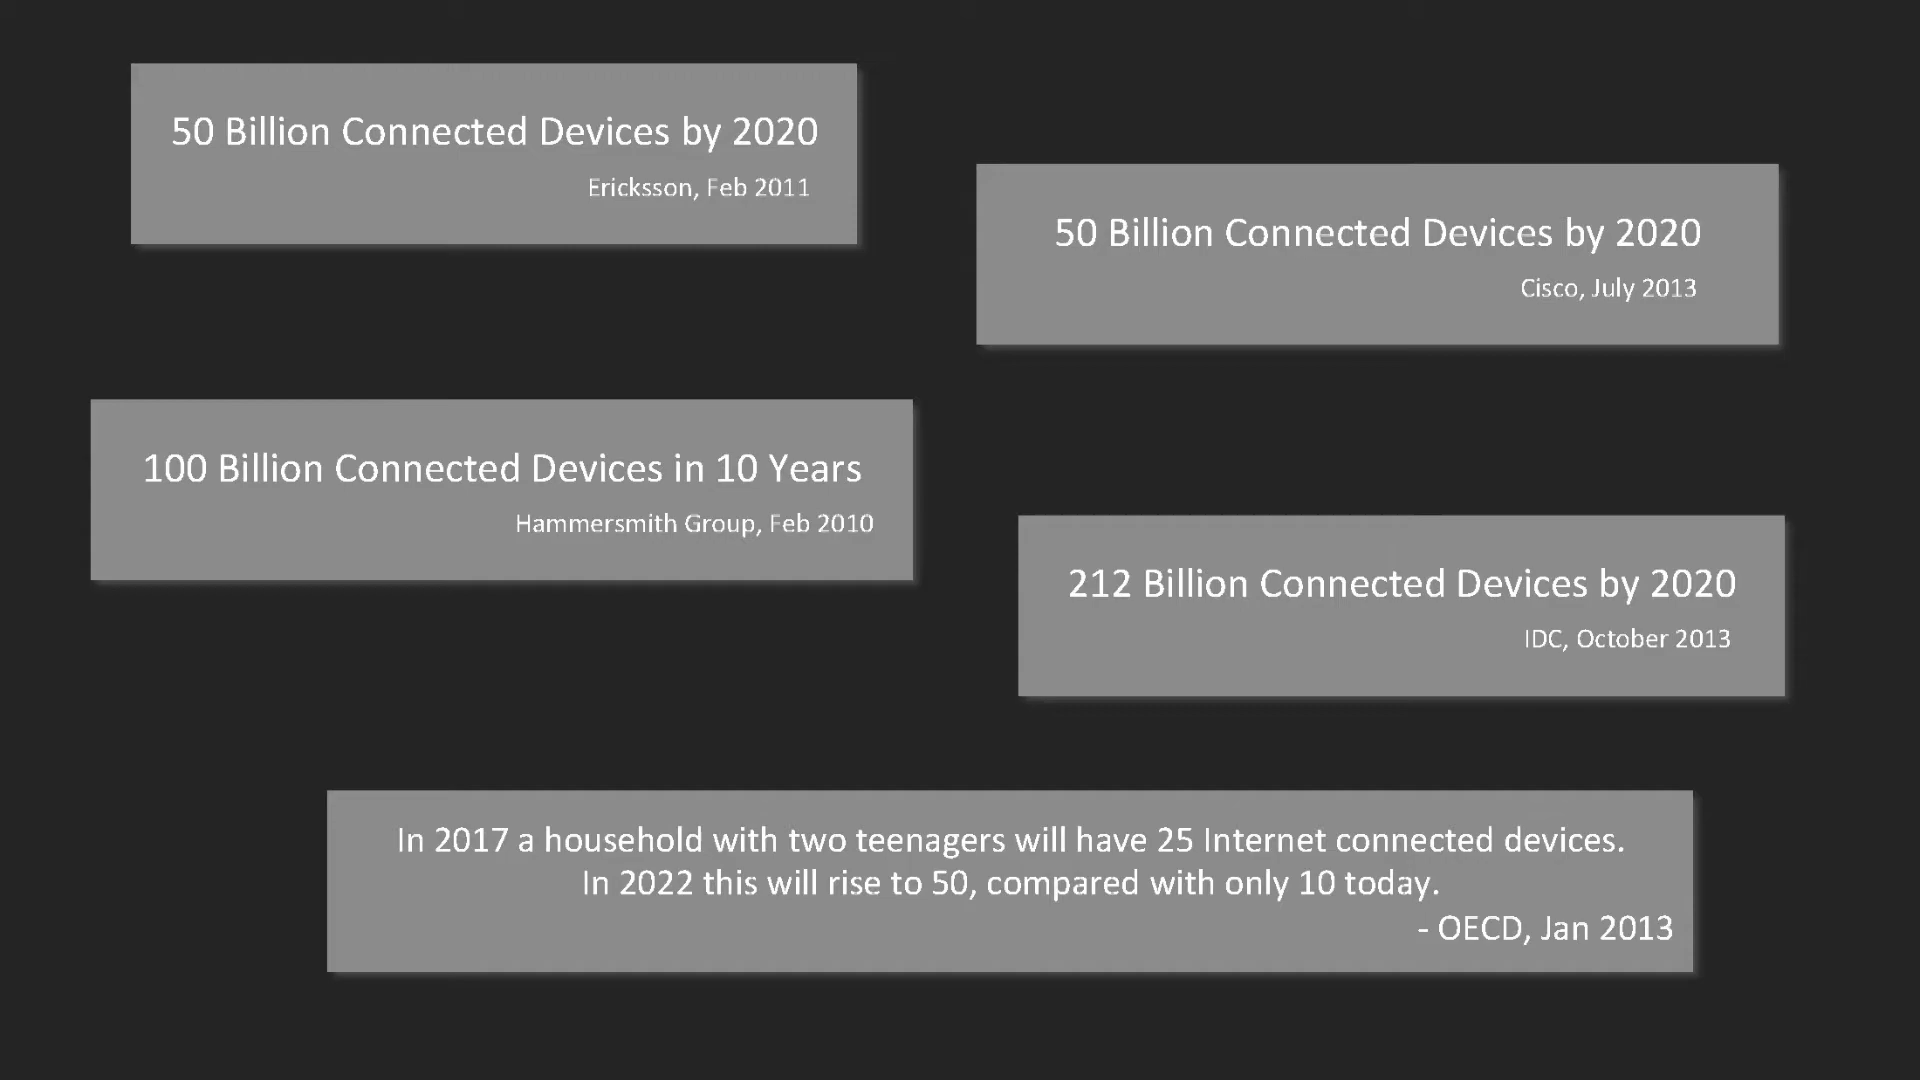 50 Billion Connected Devices by 2020
Ericksson, Feb 2011
50 Billion Connected Devices by 2020
Cisco, July 2013
100 Billion Connected Devices in 10 Years
Hammersmith Group, Feb 2010
212 Billion Connected Devices by 2020
IDC, October 2013
In 2017 a household with two teenagers will have 25 Internet connected devices.
In 2022 this will rise to 50, compared with only 10 today.
- OECD, Jan 2013